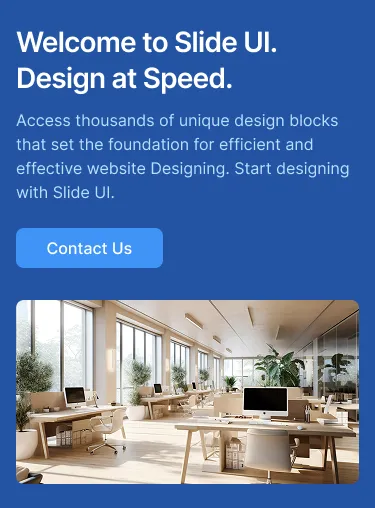 Welcome to Slide UI.
Design at Speed.
Access thousands of unique design blocks
that set the foundation for efficient and
effective website Designing. Start designing
with Slide UI.
Contact Us